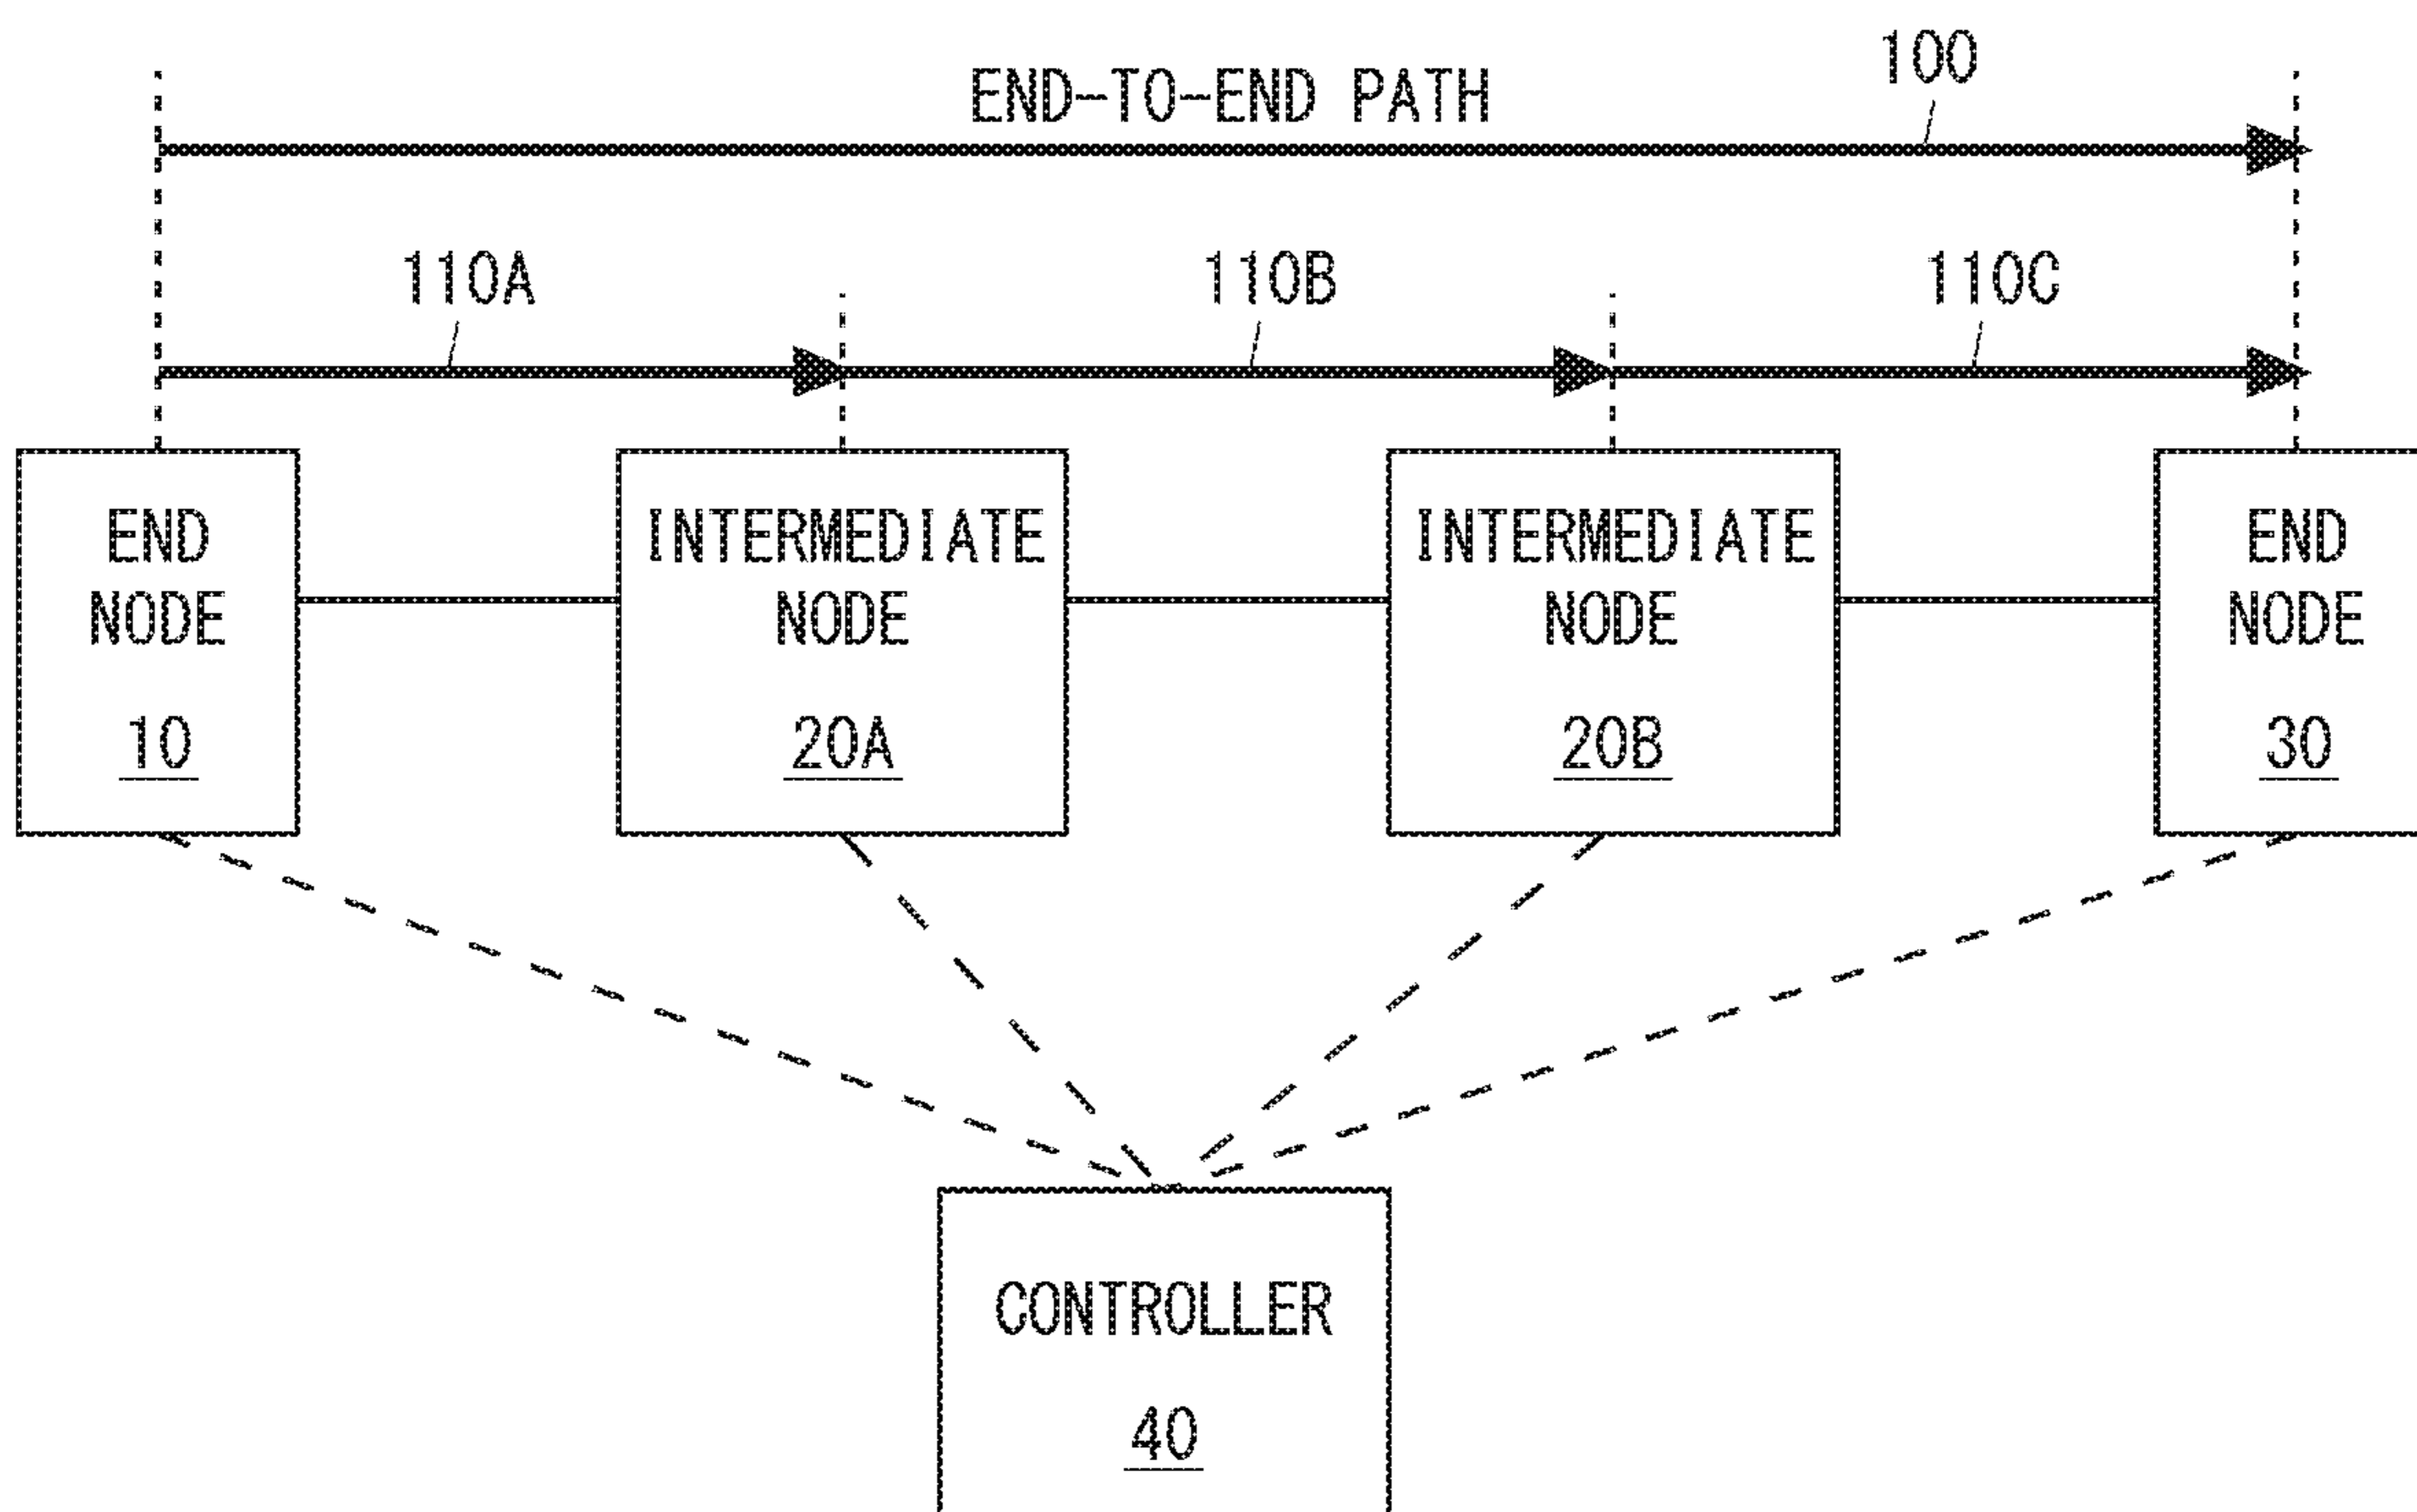 100
END-TO-END PATH
110A
110B
110C
END
NODE
10
INTERMEDIATE
NODE
20A
INTERMEDIATE
NODE
20B
END
NODE
30
CONTROLLER
40